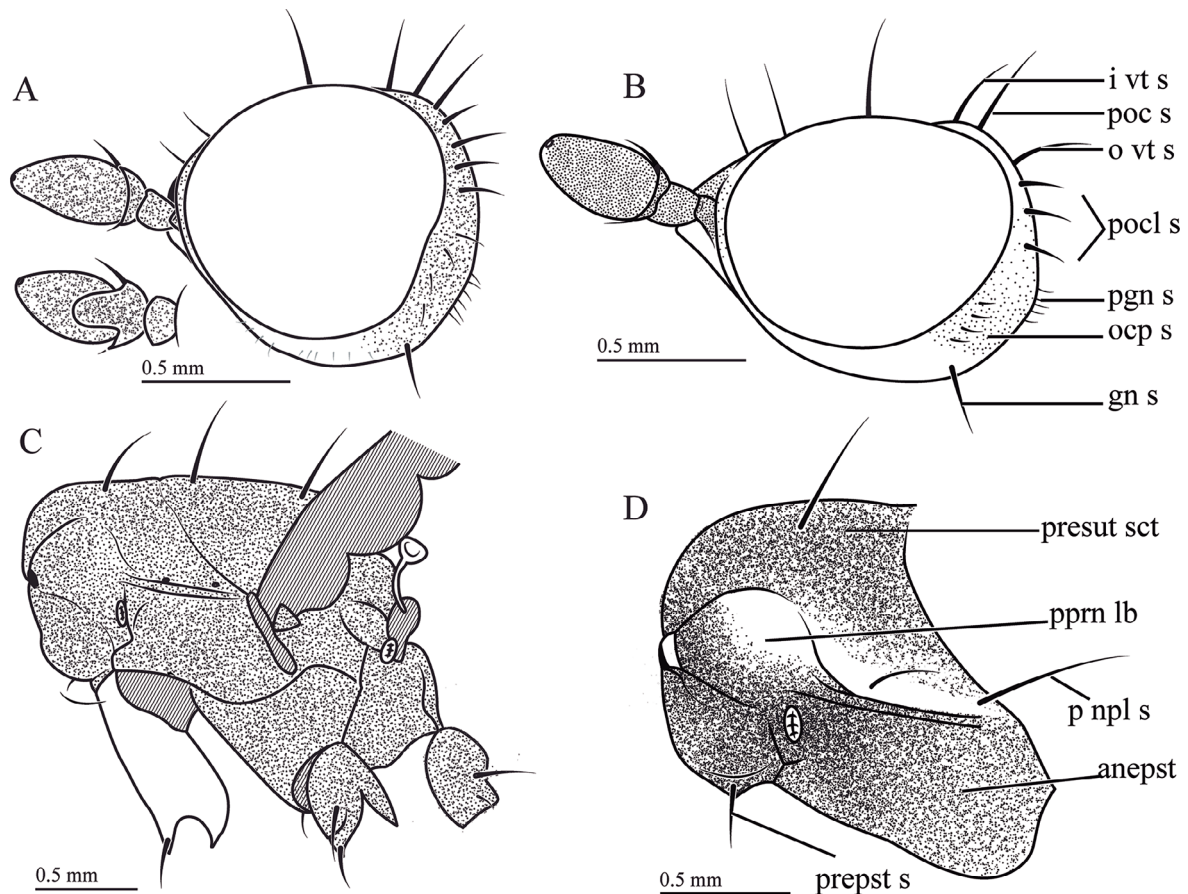 A
B
i vt s
poc s
o vt s
pocl s
pgn s
ocp s
gn s
0.5 mm
0.5 mm
C
D
presut sct
pprn lb
p npl s
anepst
prepst s
0.5 mm
0.5 mm